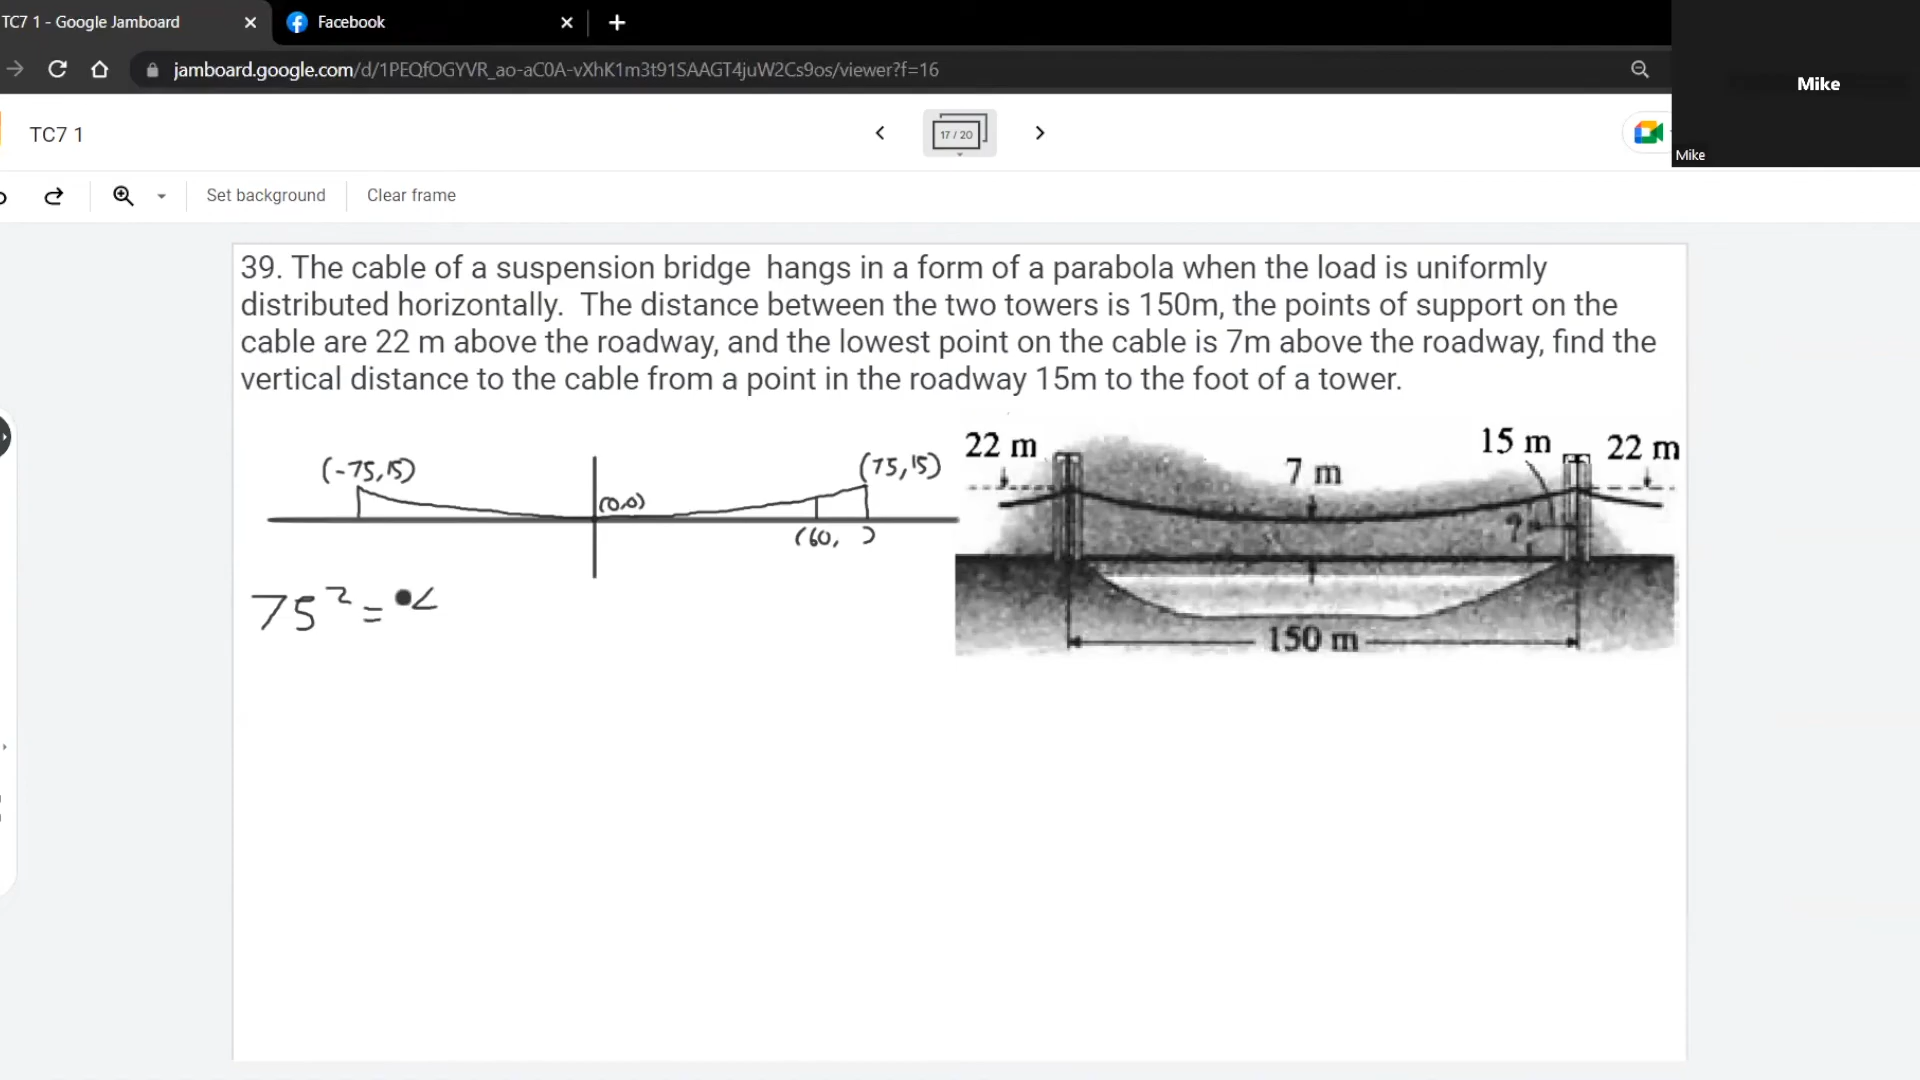 TC7 1 - Google Jamboard
Facebook
jamboard.google.com/d/1PEQfOGYVR_ao-aC0A-vXhK1m3t91SAAGT4juW2Cs9os/viewer?f=16
Mike
Mike
TC7 1
17 / 20
Set background
Clear frame
39. The cable of a suspension bridge hangs in a form of a parabola when the load is uniformly
distributed horizontally. The distance between the two towers is 150m, the points of support on the
cable are 22 m above the roadway, and the lowest point on the cable is 7m above the roadway, find the
vertical distance to the cable from a point in the roadway 15m to the foot of a tower.
(-75,15)
(0,0)
(75,15)
(60, )
75² =
22 m
7 m
15 m
22 m
?
150 m